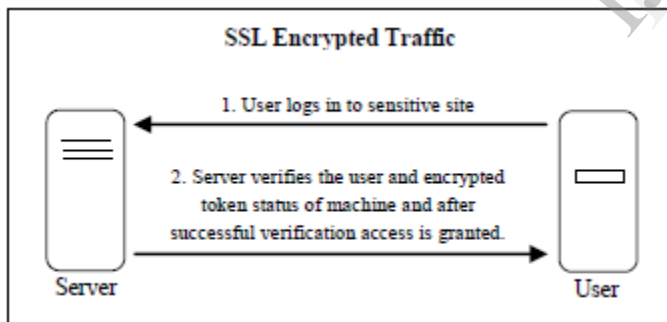 SSL Encrypted Traffic
1. User logs in to sensitive site
2. Server verifies the user and encrypted
token status of machine and after
successful verification access is granted.
Server
User